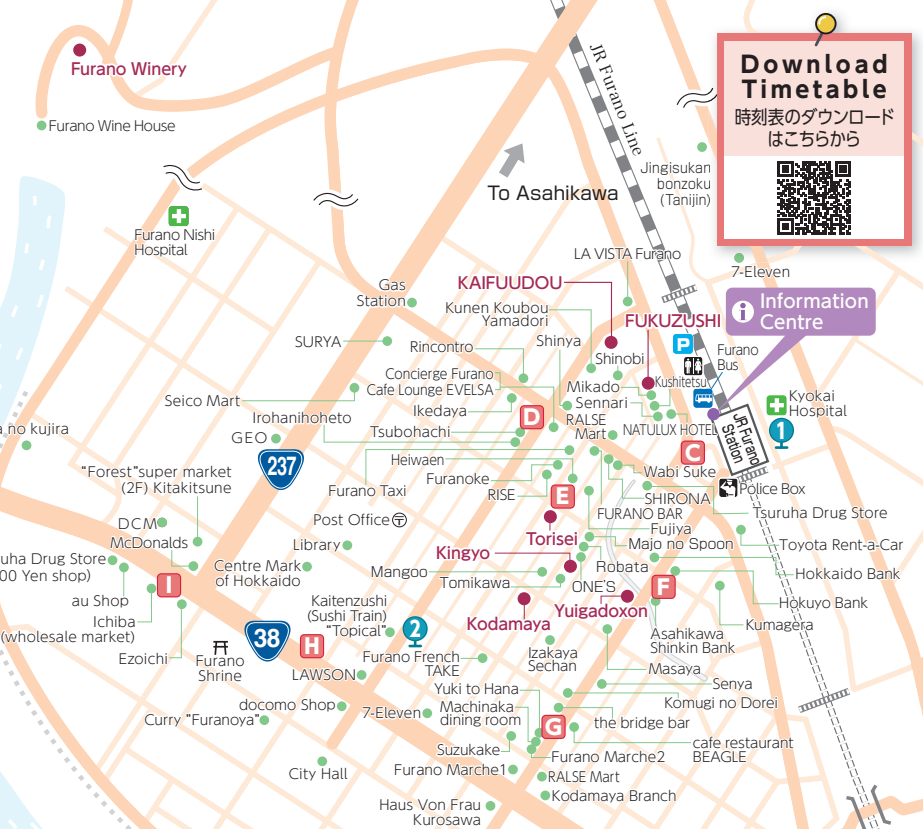 Furano Winery
Furano Wine House
JR Furano Line
To Asahikawa
Download
Timetable
時刻表のダウンロード
はこちらから
Jingisukan
bonzoku
(Tanijin)
Furano Nishi
Hospital
LA VISTA Furano
7-Eleven
Information
Centre
KAIFUUDOU
Gas
Station
Kunen Koubou
Yamadori
FUKUZUSHI
P
SURYA
Rincontro
Shinya
Shinobi
Furano
Bus
Concierge Furano
Cafe Lounge EVELSA
Mikado
Kushitetsu
Seico Mart
Ikedaya
Sennari
Kyokai
Hospital
Irohanihoheto
D
RALSE
Mart
NATULUX HOTEL
JR Furano
Station
1
a no kujira
GEO
Tsubohachi
C
237
Heiwaen
Wabi Suke
"Forest"super market
(2F) Kitakitsune
Furano Taxi
Furanoke
RISE
E
SHIRONA
Police Box
FURANO BAR
Tsuruha Drug Store
DCM
Post Office
Torisei
Fujiya
McDonalds
Library
Kingyo
Majo no Spoon
Toyota Rent-a-Car
uha Drug Store
00 Yen shop)
Centre Mark
of Hokkaido
Mangoo
Tomikawa
Robata
ONE'S
F
Hokkaido Bank
I
au Shop
Kaitenzushi
(Sushi Train)
"Topical"
Kodamaya
Yuigadoxon
Hokuyo Bank
Ichiba
(wholesale market)
38
H
2
Kumagera
Asahikawa
Shinkin Bank
Ezoichi
Furano
Shrine
Furano French
TAKE
Izakaya
Sechan
Masaya
LAWSON
Yuki to Hana
Senya
docomo Shop
7-Eleven
Machinaka
dining room
Komugi no Dorei
Curry "Furanoya"
G
the bridge bar
Suzukake
cafe restaurant
BEAGLE
Furano Marche2
City Hall
Furano Marche1
RALSE Mart
Kodamaya Branch
Haus Von Frau
Kurosawa